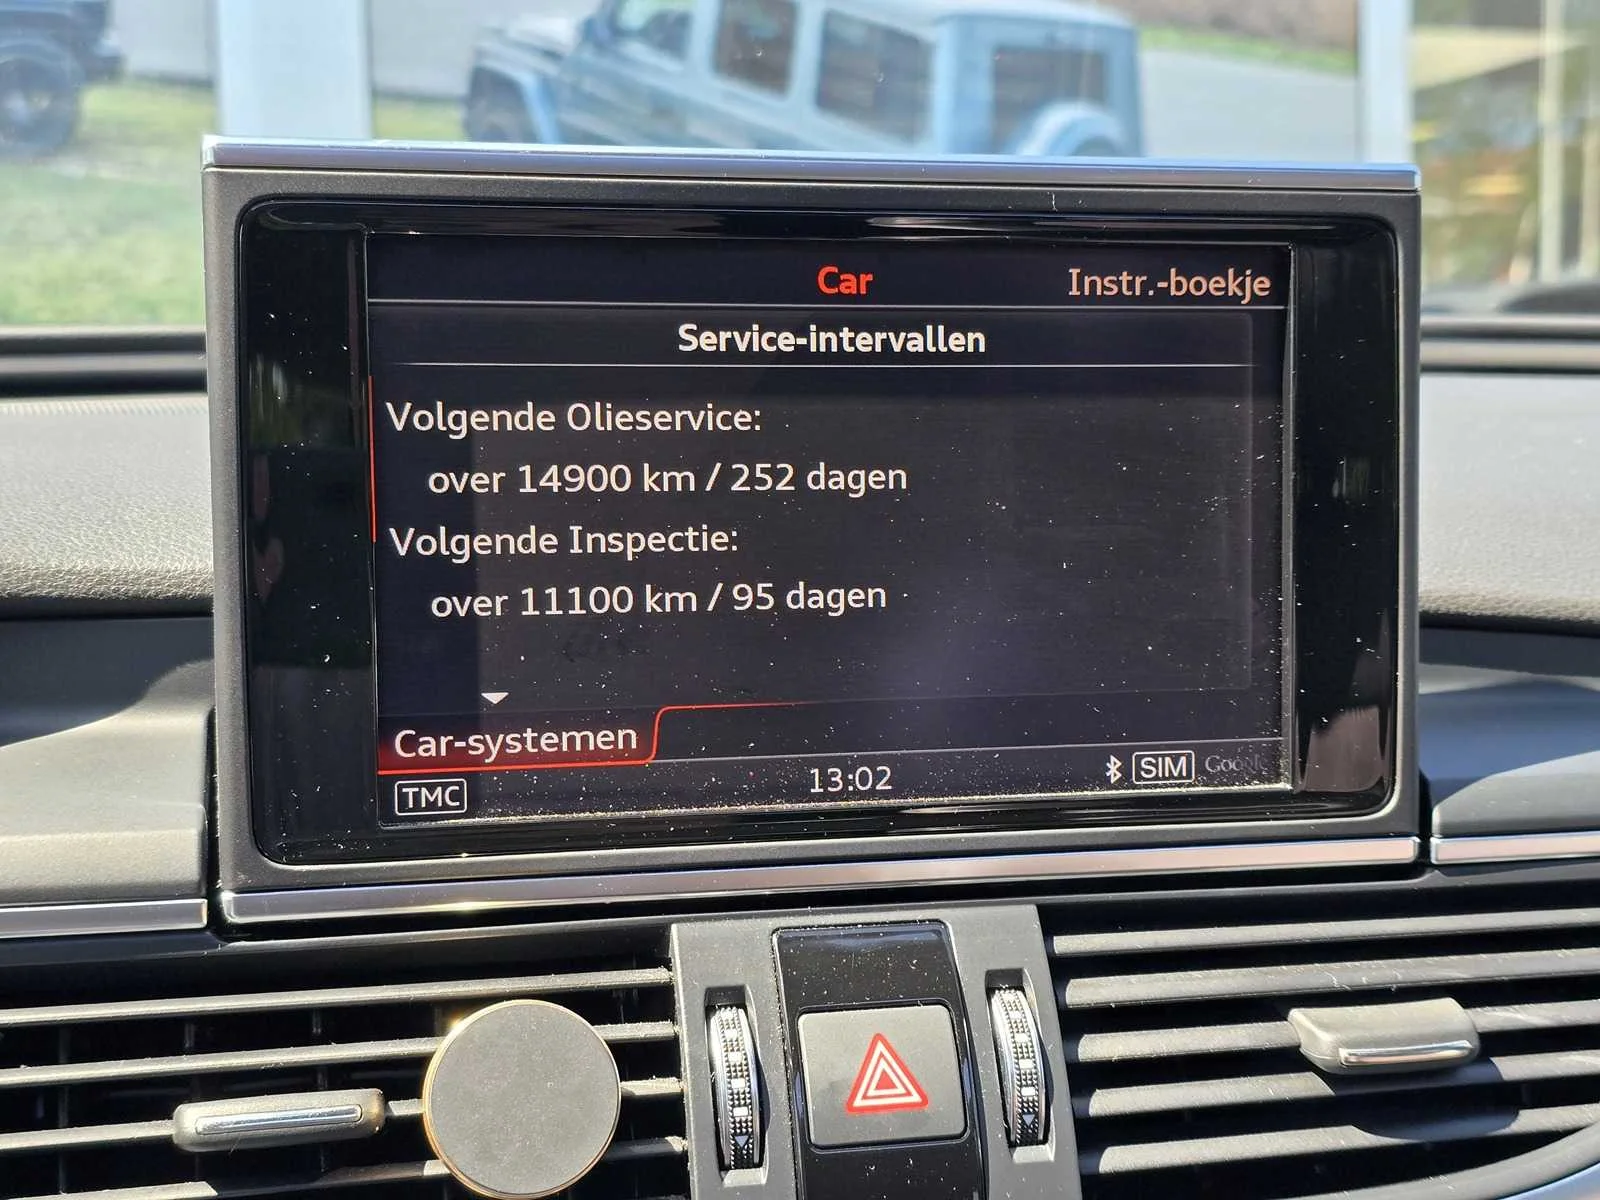 Car
Instr.-boekje
Service-intervallen
Volgende Olieservice:
over 14900 km / 252 dagen
Volgende Inspectie:
over 11100 km / 95 dagen
Car-systemen
TMC
13:02
SIM
Google